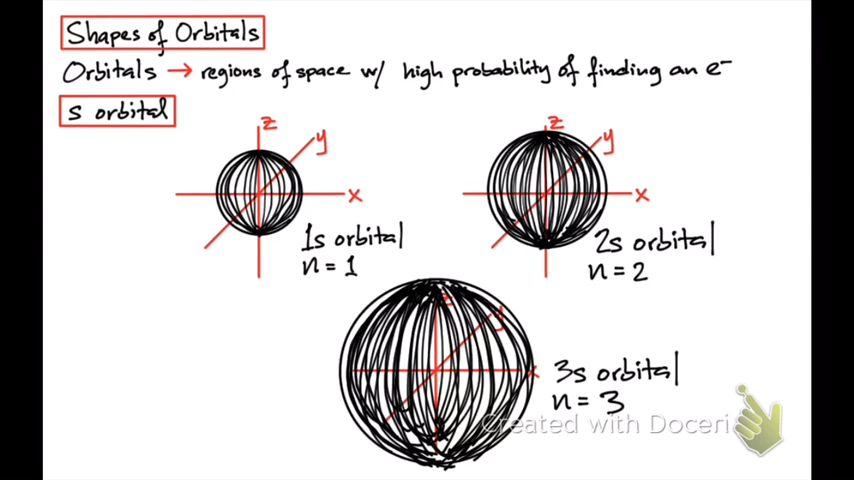 Shapes of Orbitals
Orbitals → regions of space w/ high probability of finding an e⁻
s orbital
z
y
x
1s orbital
n = 1
z
y
x
2s orbital
n = 2
z
y
x
3s orbital
n = 3
Created with Doceri